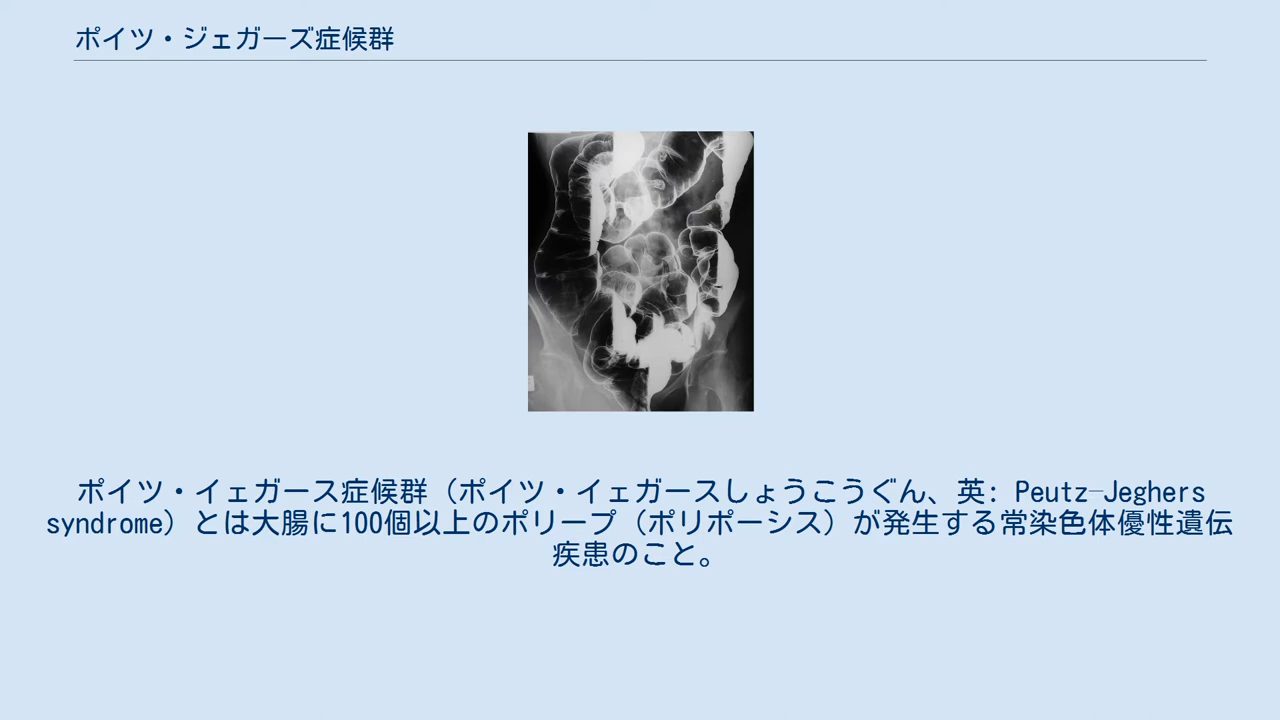 ポイツ・ジェガーズ症候群
ポイツ・イェガース症候群（ポイツ・イェガースしょうこうぐん、英: Peutz–Jeghers
syndrome）とは大腸に100個以上のポリープ（ポリポーシス）が発生する常染色体優性遺伝
疾患のこと。